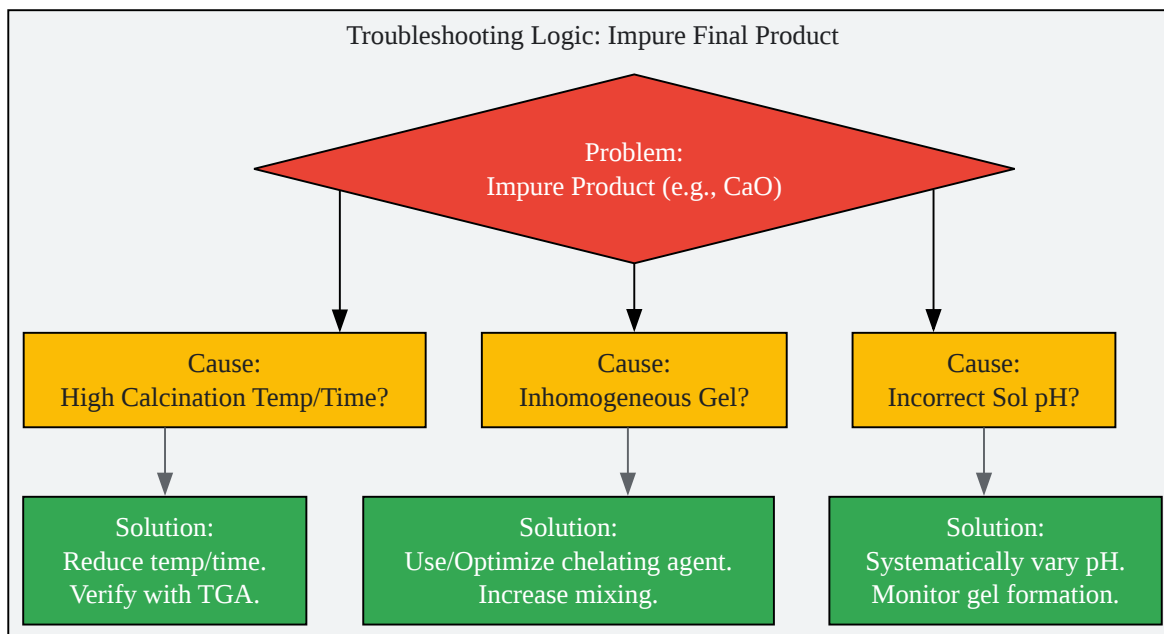 Troubleshooting Logic: Impure Final Product
Problem:
Impure Product (e.g., CaO)
Cause:
High Calcination Temp/Time?
Cause:
Inhomogeneous Gel?
Cause:
Incorrect Sol pH?
Solution:
Reduce temp/time.
Verify with TGA.
Solution:
Use/Optimize chelating agent.
Increase mixing.
Solution:
Systematically vary pH.
Monitor gel formation.